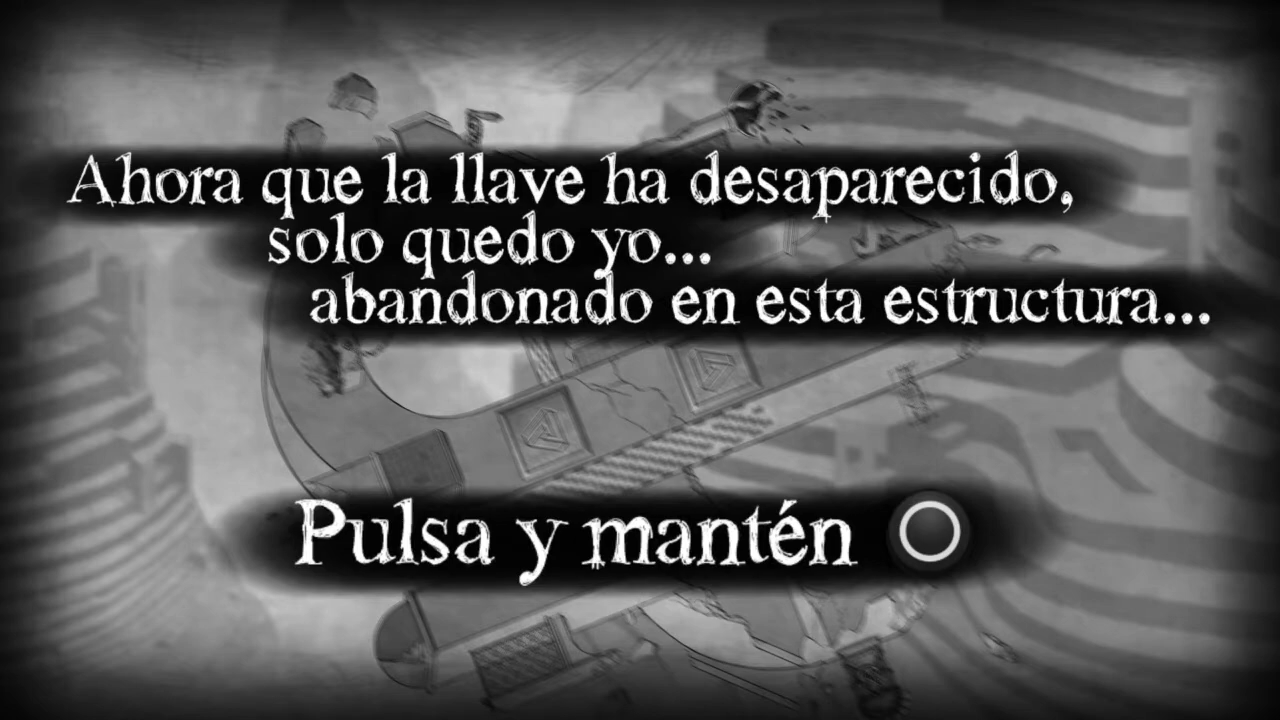 Ahora que la llave ha desaparecido,
solo quedo yo...
abandonado en esta estructura...
Pulsa y mantén